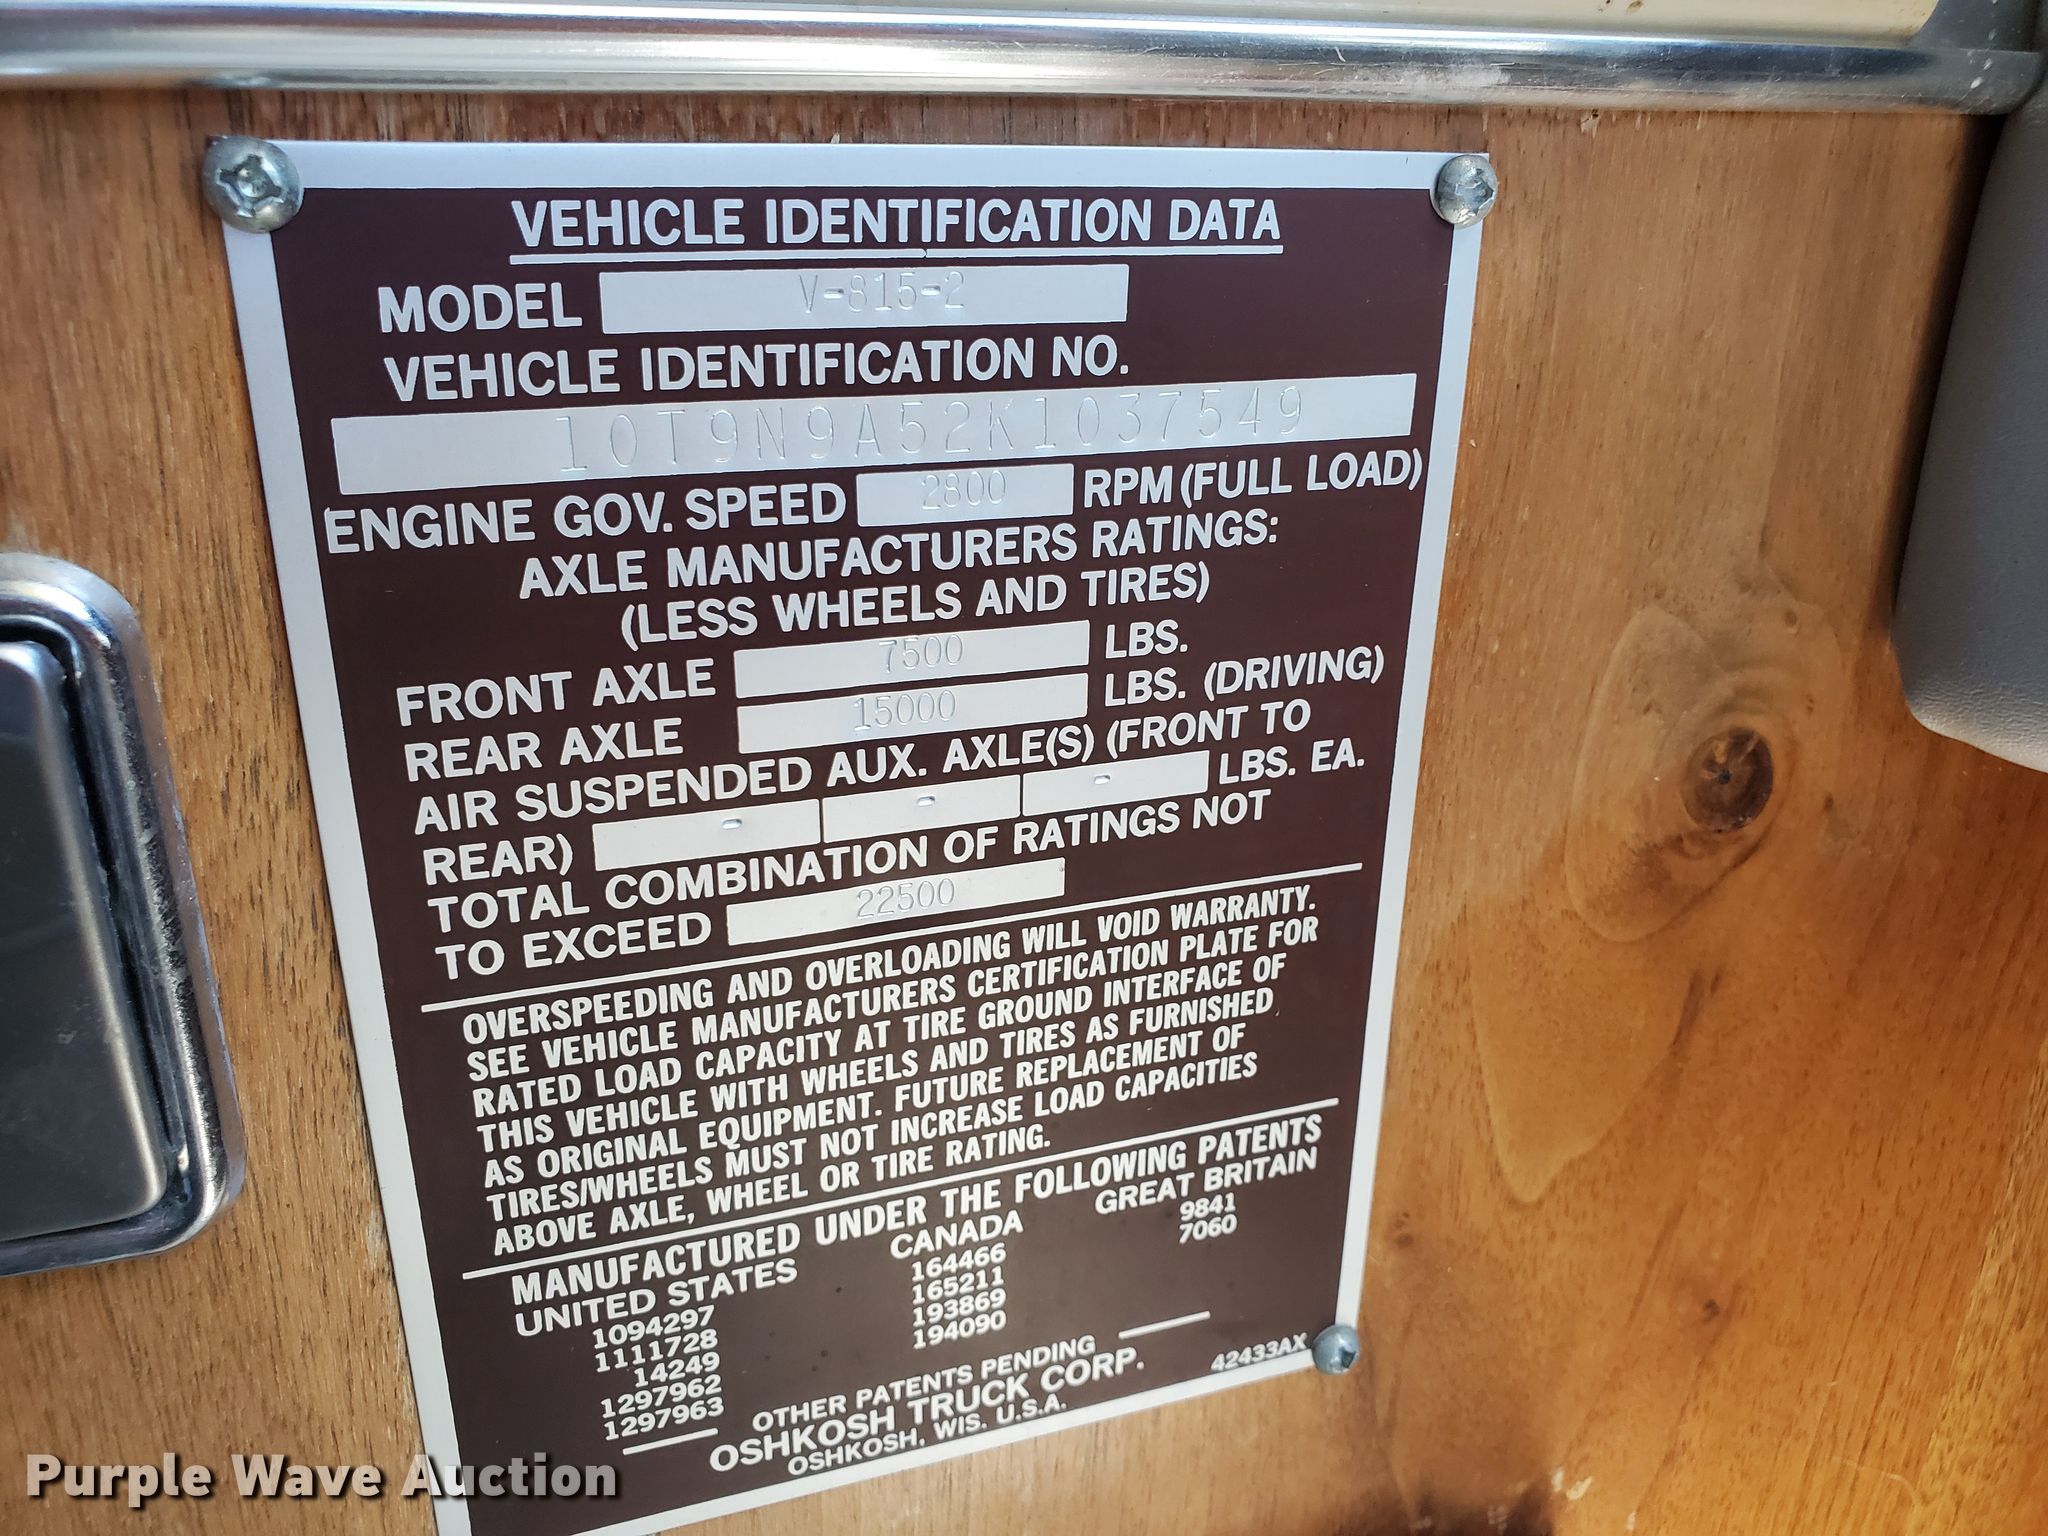 VEHICLE IDENTIFICATION DATA
MODEL V-815-2
VEHICLE IDENTIFICATION NO.
10T9N9A52K1037549
ENGINE GOV. SPEED 2800 RPM (FULL LOAD)
AXLE MANUFACTURERS RATINGS:
(LESS WHEELS AND TIRES)
FRONT AXLE 7500 LBS.
REAR AXLE 15000 LBS. (DRIVING)
AIR SUSPENDED AUX. AXLE(S) (FRONT TO
REAR) - - - LBS. EA.
TOTAL COMBINATION OF RATINGS NOT
TO EXCEED 22500
OVERSPEEDING AND OVERLOADING WILL VOID WARRANTY.
SEE VEHICLE MANUFACTURERS CERTIFICATION PLATE FOR
RATED LOAD CAPACITY AT TIRE GROUND INTERFACE OF
THIS VEHICLE WITH WHEELS AND TIRES AS FURNISHED
AS ORIGINAL EQUIPMENT. FUTURE REPLACEMENT OF
TIRES/WHEELS MUST NOT INCREASE LOAD CAPACITIES
ABOVE AXLE, WHEEL OR TIRE RATING.
MANUFACTURED UNDER THE FOLLOWING PATENTS
UNITED STATES CANADA GREAT BRITAIN
1094297 164466 9841
1111728 165211 7060
14249 193869
1297962 194090
1297963
OTHER PATENTS PENDING
OSHKOSH TRUCK CORP. 42433AX
OSHKOSH, WIS. U.S.A.
Purple Wave Auction